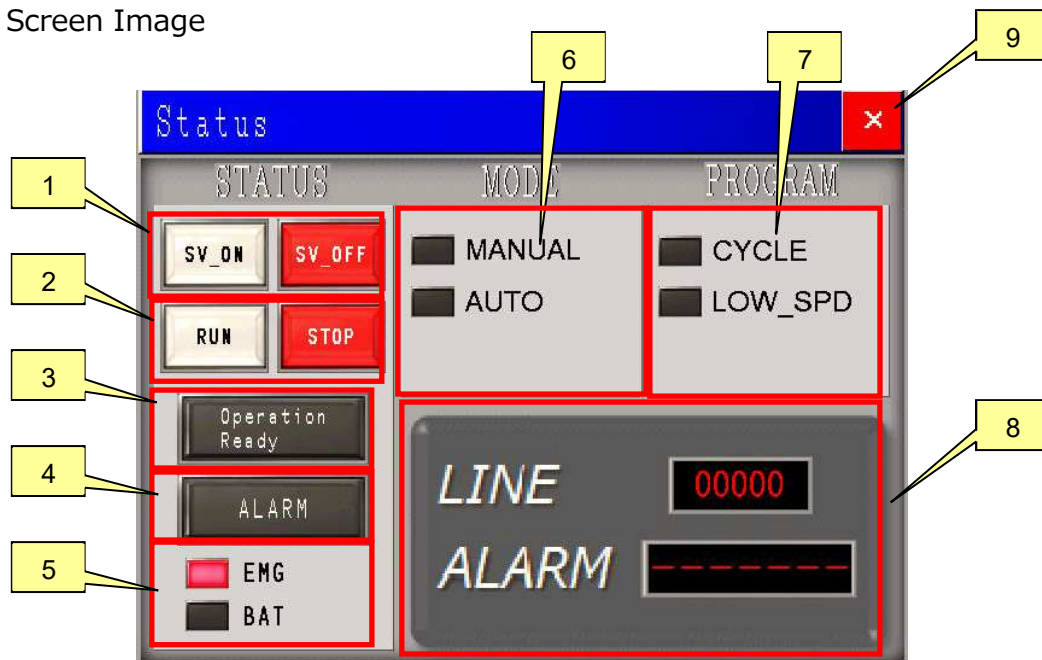 Screen Image
6
7
9
Status
×
STATUS
MODE
PROGRAM
1
SV_ON
SV_OFF
MANUAL
CYCLE
2
AUTO
LOW_SPD
RUN
STOP
3
Operation
Ready
8
4
LINE
00000
ALARM
ALARM
-------
5
EMG
BAT